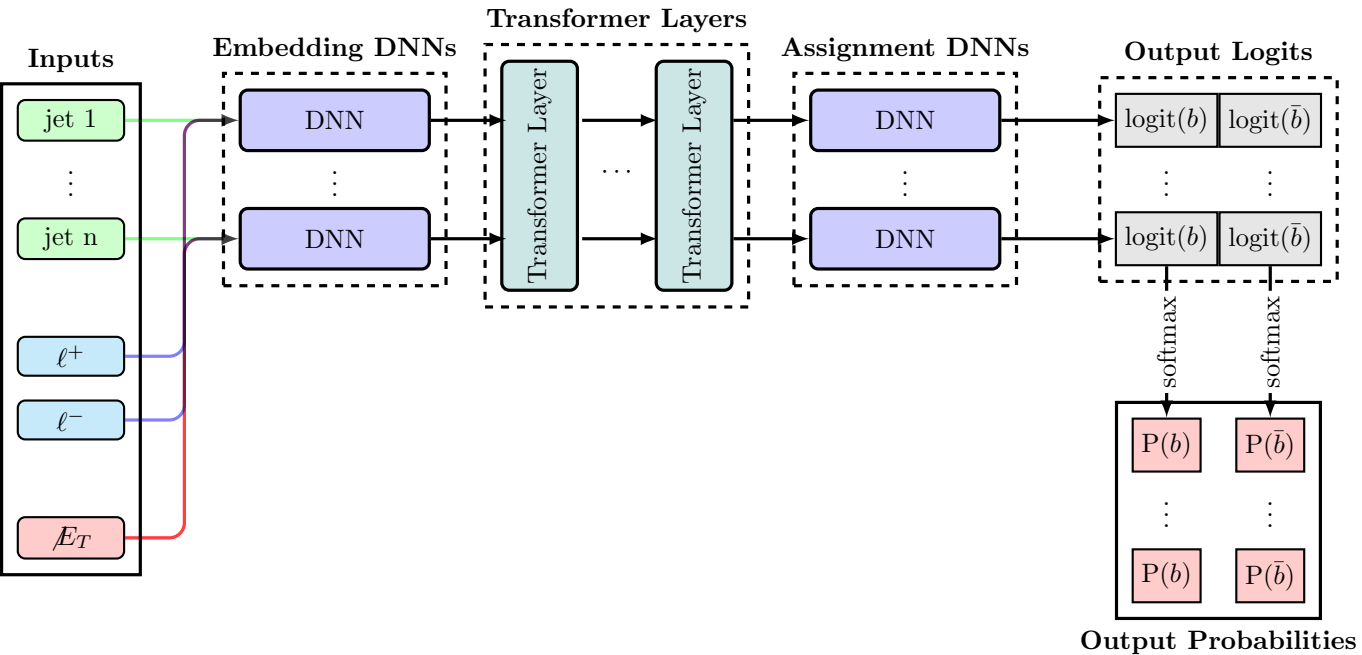 Inputs
jet 1
⋮
jet n
ℓ⁺
ℓ⁻
E̸_T
Embedding DNNs
DNN
⋮
DNN
Transformer Layers
Transformer Layer
⋯
Transformer Layer
Assignment DNNs
DNN
⋮
DNN
Output Logits
logit(b) logit(b̄)
⋮ ⋮
logit(b) logit(b̄)
softmax softmax
P(b) P(b̄)
⋮ ⋮
P(b) P(b̄)
Output Probabilities